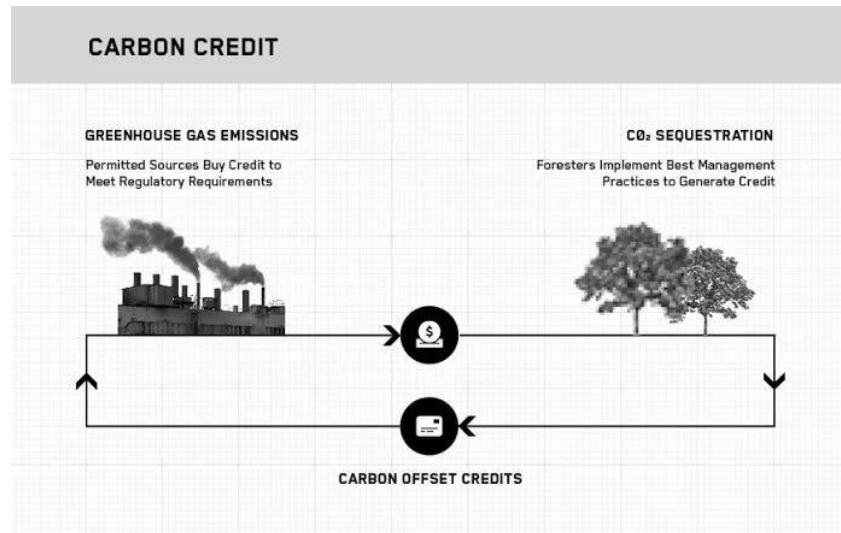 CARBON CREDIT
GREENHOUSE GAS EMISSIONS
Permitted Sources Buy Credit to
Meet Regulatory Requirements
CØ₂ SEQUESTRATION
Foresters Implement Best Management
Practices to Generate Credit
$
CARBON OFFSET CREDITS